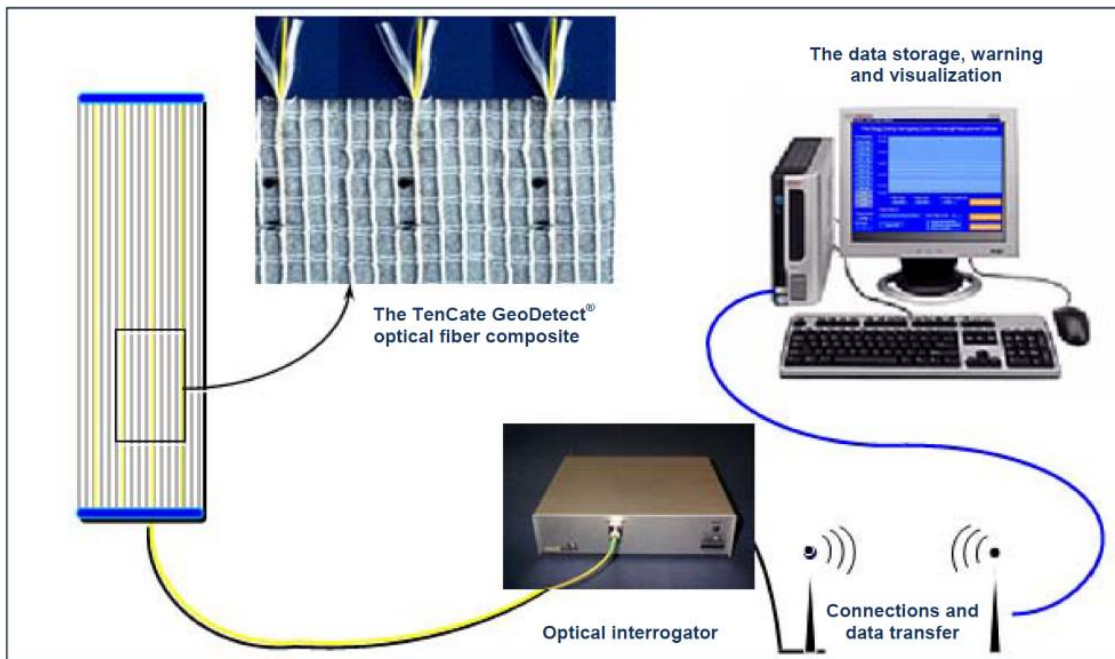 The data storage, warning
and visualization
The TenCate GeoDetect®
optical fiber composite
Optical interrogator
Connections and
data transfer